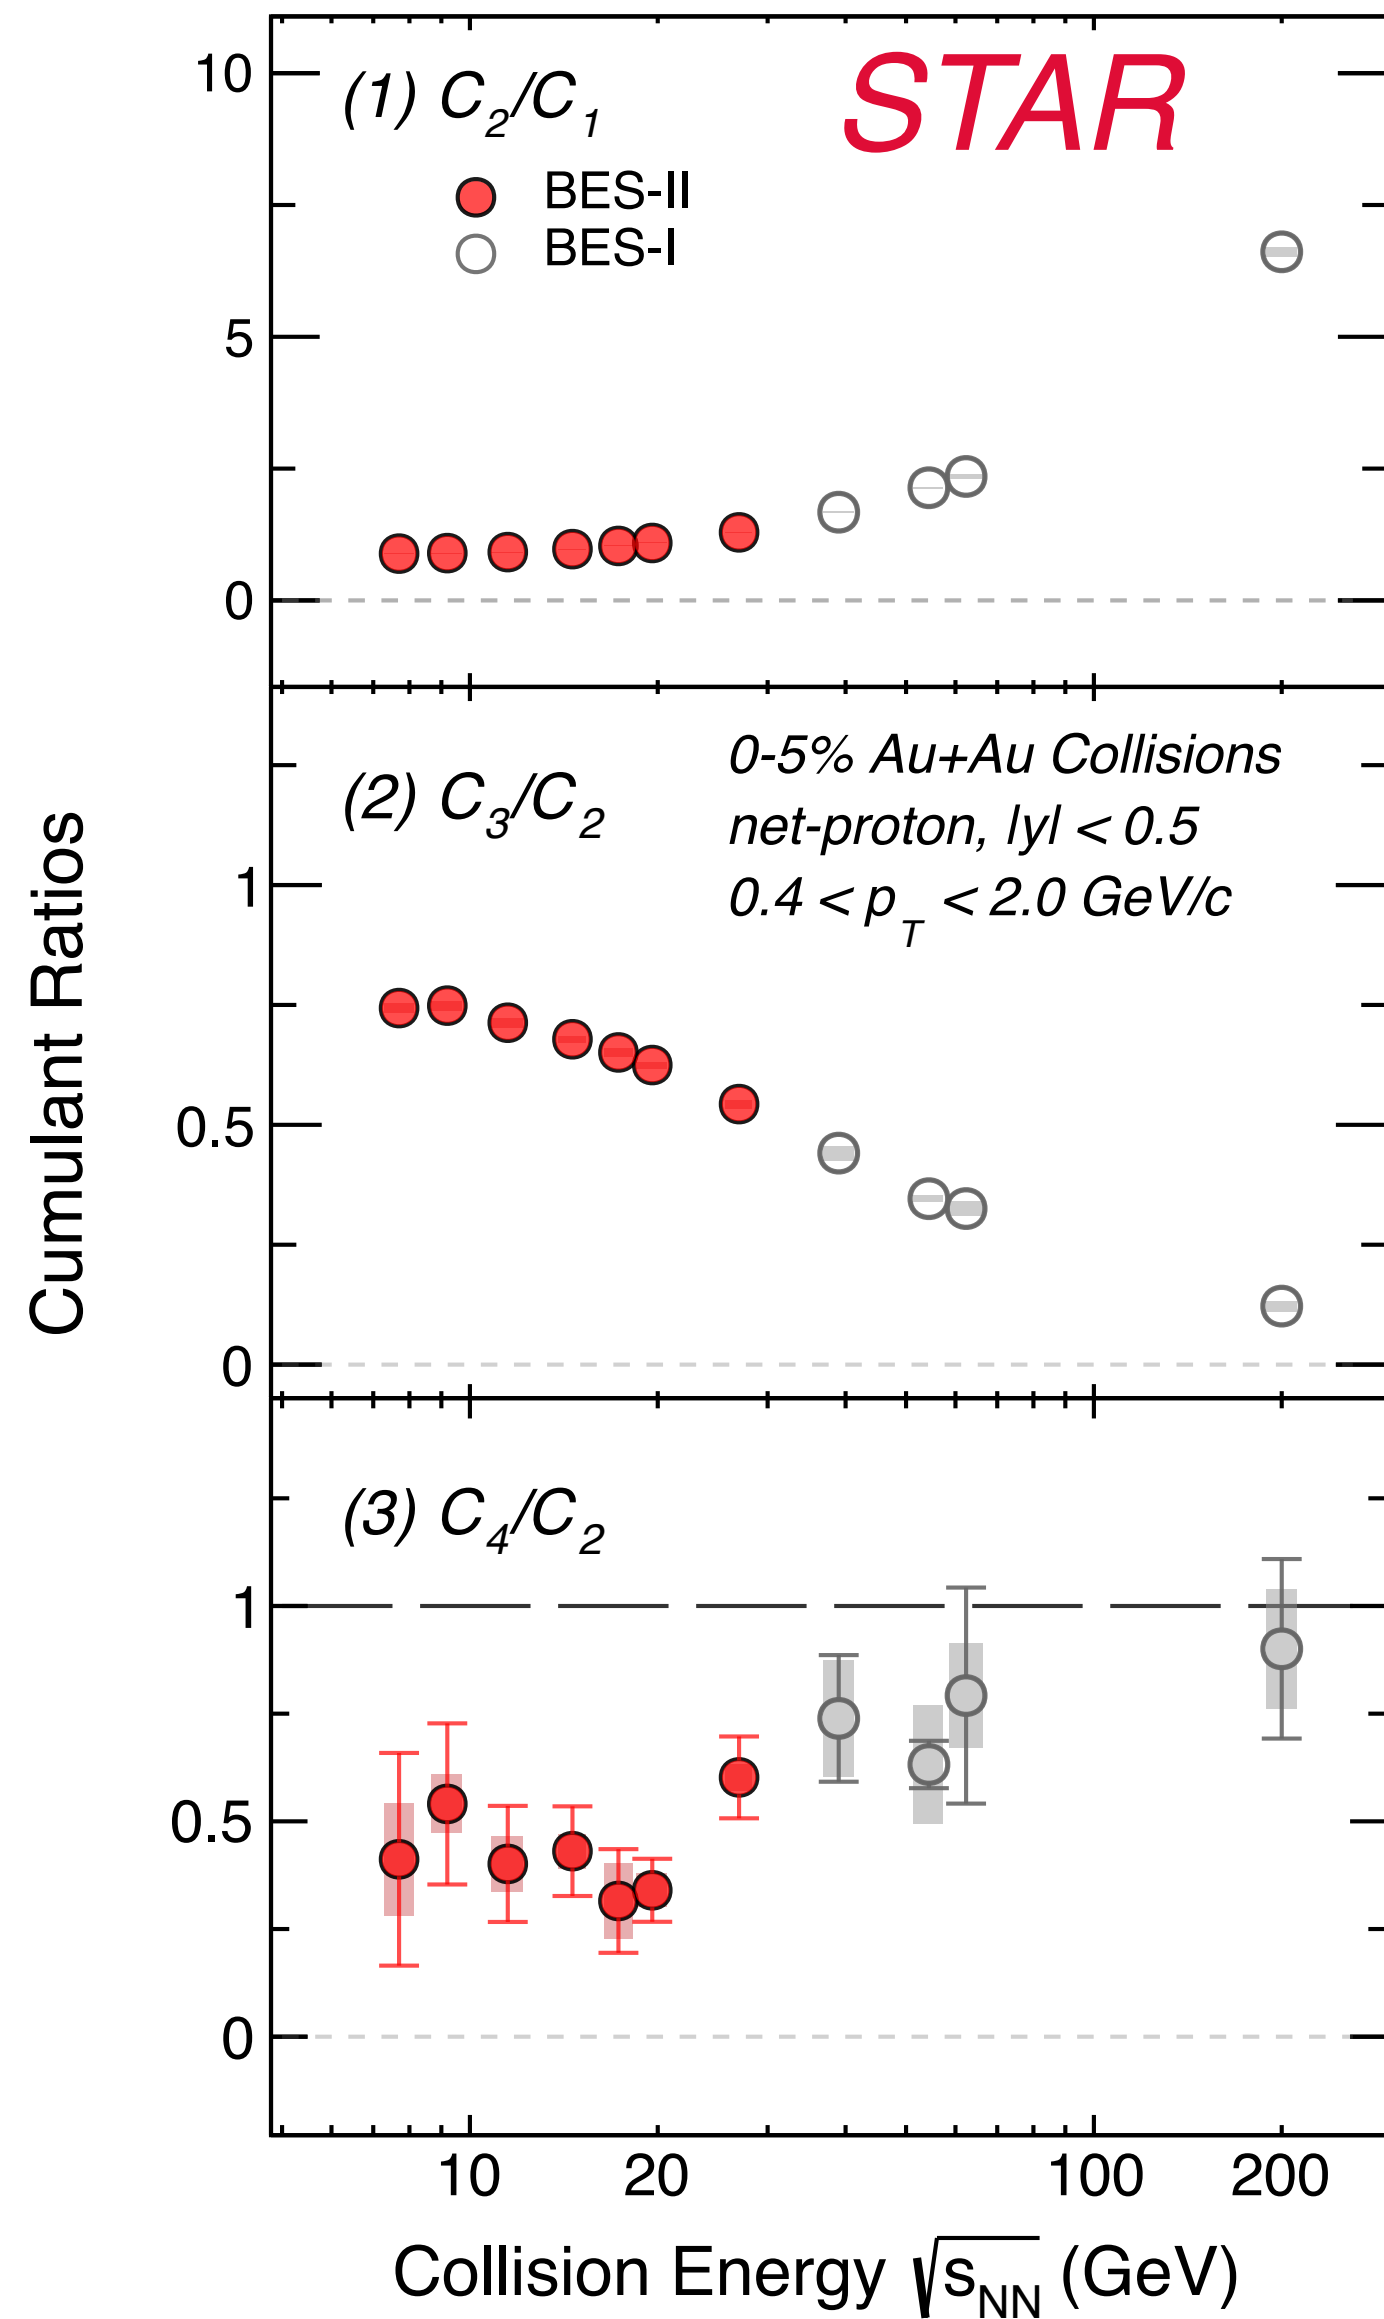 STAR
10
(1) C2/C1
BES-II
BES-I
5
0
0-5% Au+Au Collisions
(2) C3/C2
net-proton, lyl < 0.5
1
0.4 < pT < 2.0 GeV/c
Cumulant Ratios
0.5
0
(3) C4/C2
1
0.5
0
10 20 100 200
Collision Energy √sNN (GeV)